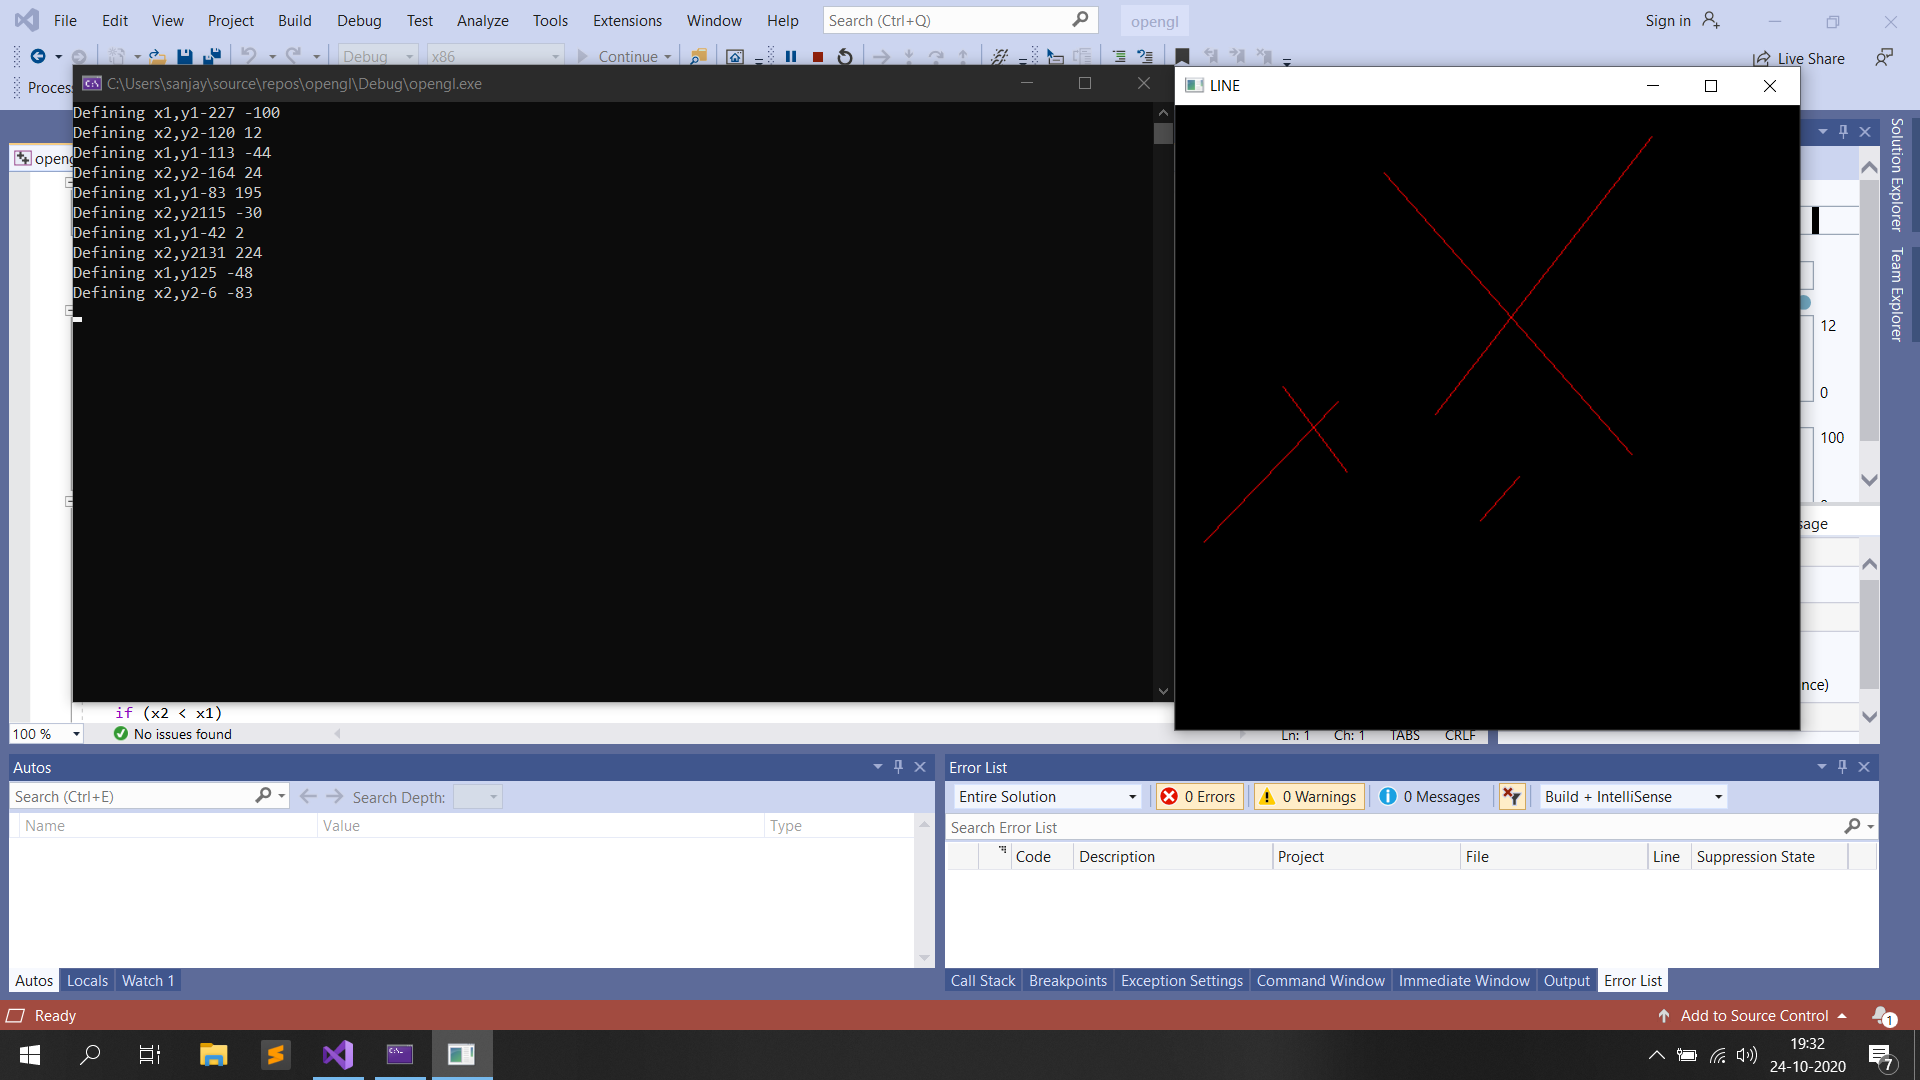 File Edit View Project Build Debug Test Analyze Tools Extensions Window Help Search (Ctrl+Q) opengl Sign in
Debug x86 Continue Live Share
Process
C:\Users\sanjay\source\repos\opengl\Debug\opengl.exe
LINE
Defining x1,y1-227 -100
Defining x2,y2-120 12
Defining x1,y1-113 -44
Defining x2,y2-164 24
Defining x1,y1-83 195
Defining x2,y2115 -30
Defining x1,y1-42 2
Defining x2,y2131 224
Defining x1,y125 -48
Defining x2,y2-6 -83
Solution Explorer
Team Explorer
12
0
100
if (x2 < x1)
100 % No issues found Ln: 1 Ch: 1 TABS CRLF
Autos
Search (Ctrl+E) Search Depth:
Name Value Type
Autos Locals Watch 1
Error List
Entire Solution 0 Errors 0 Warnings 0 Messages Build + IntelliSense
Search Error List
Code Description Project File Line Suppression State
Call Stack Breakpoints Exception Settings Command Window Immediate Window Output Error List
Ready Add to Source Control 1
19:32
24-10-2020
7